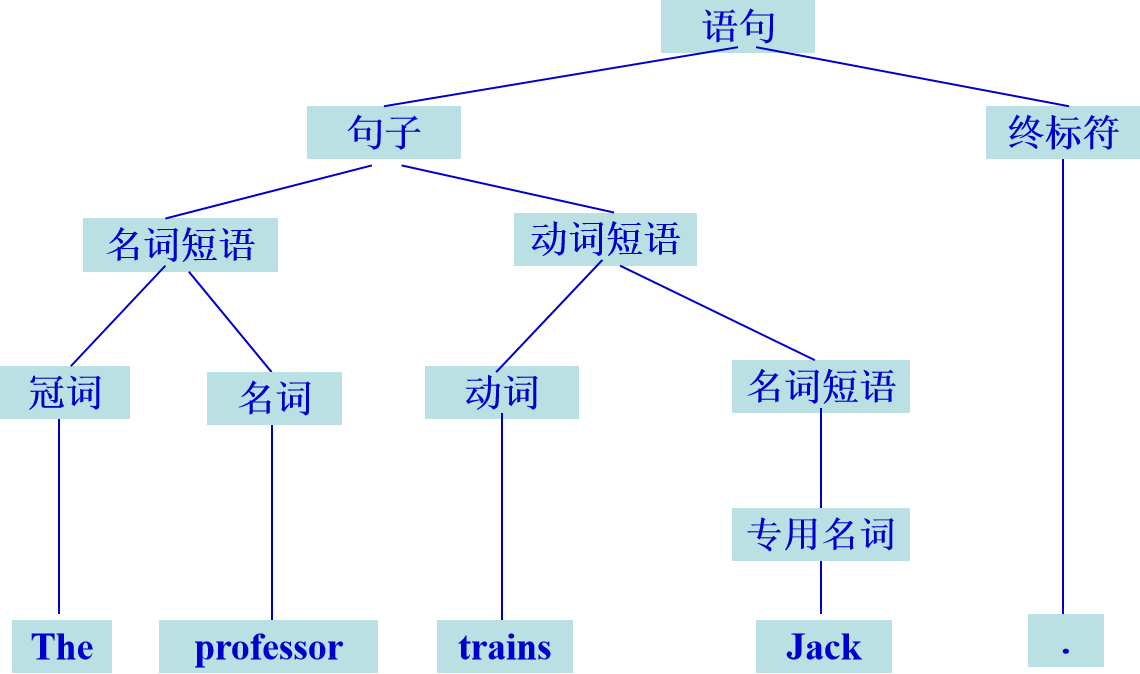 语句
句子
终标符
名词短语
动词短语
冠词
名词
动词
名词短语
专用名词
The
professor
trains
Jack
.